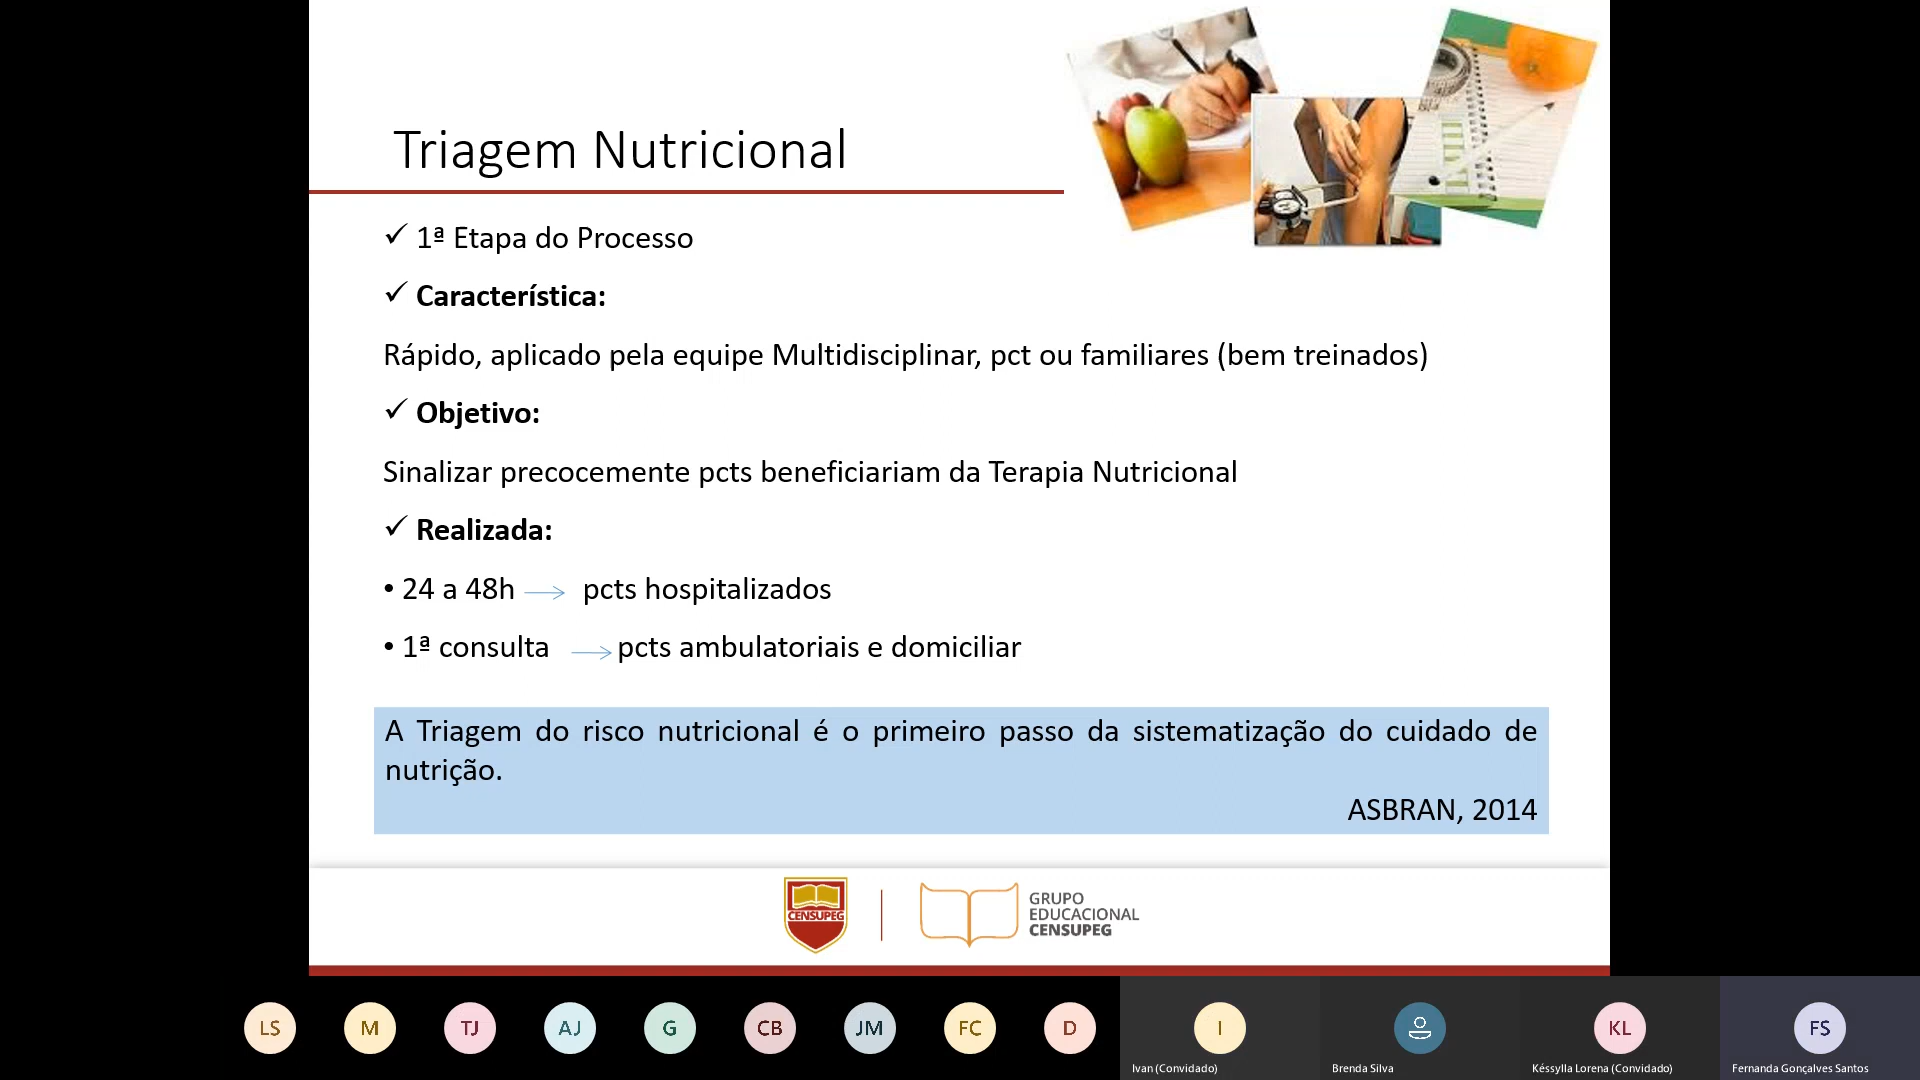 Triagem Nutricional
✓ 1ª Etapa do Processo
✓ Característica:
Rápido, aplicado pela equipe Multidisciplinar, pct ou familiares (bem treinados)
✓ Objetivo:
Sinalizar precocemente pcts beneficiariam da Terapia Nutricional
✓ Realizada:
• 24 a 48h → pcts hospitalizados
• 1ª consulta → pcts ambulatoriais e domiciliar
A Triagem do risco nutricional é o primeiro passo da sistematização do cuidado de
nutrição.
ASBRAN, 2014
CENSUPEG
GRUPO
EDUCACIONAL
CENSUPEG
LS M TJ AJ G CB JM FC D I KL FS
Ivan (Convidado) Brenda Silva Késsylla Lorena (Convidado) Fernanda Gonçalves Santos